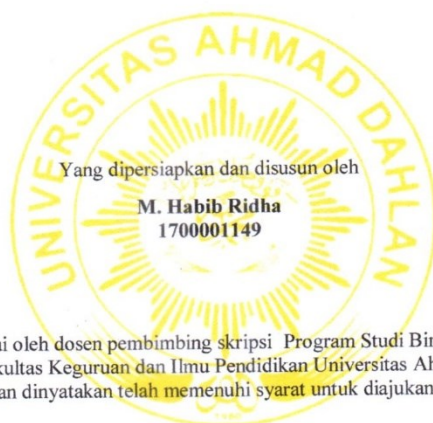 UNIVERSITAS AHMAD DAHLAN
Yang dipersiapkan dan disusun oleh
M. Habib Ridha
1700001149
oleh dosen pembimbing skripsi Program Studi
Keguruan dan Ilmu Pendidikan Universitas
dinyatakan telah memenuhi syarat untuk diajukan